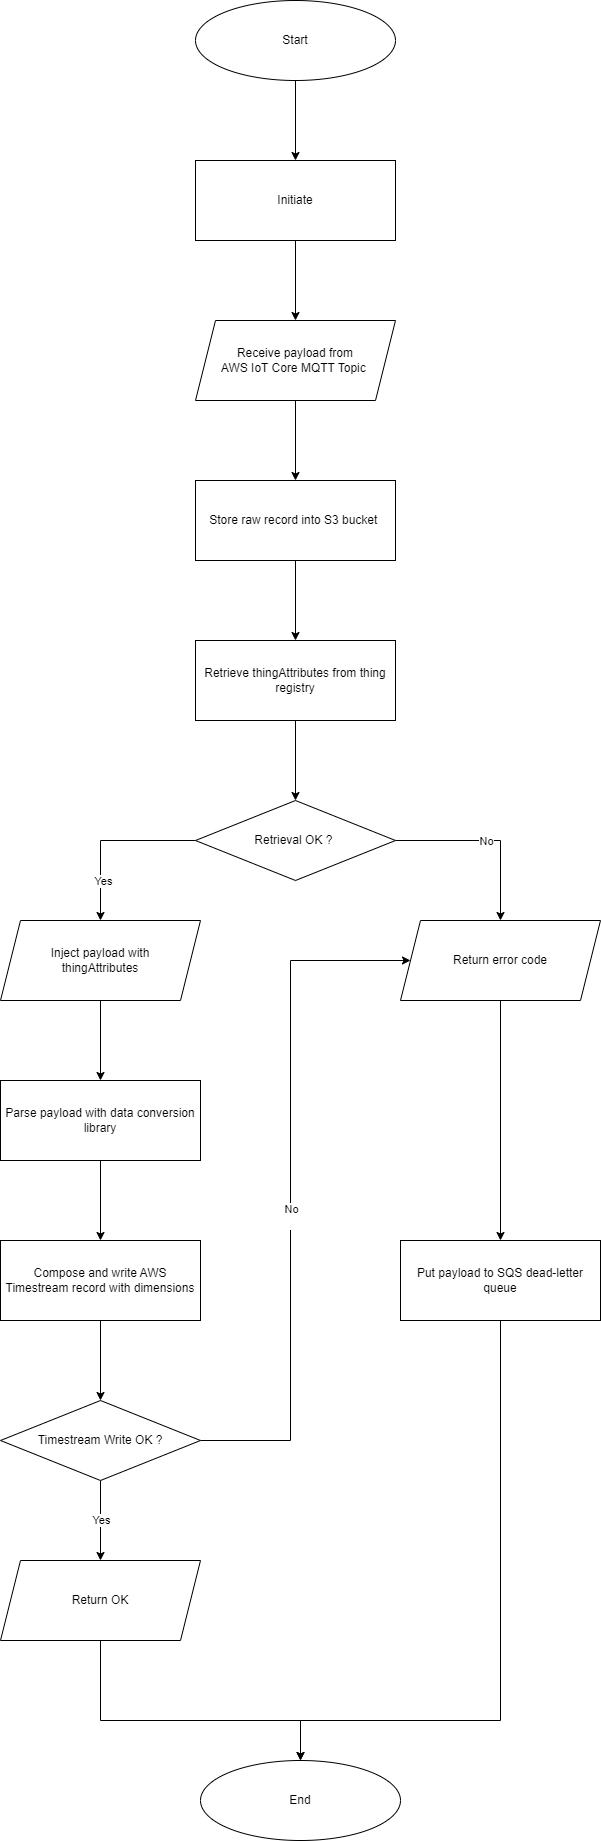 Start
Initiate
Receive payload from
AWS IoT Core MQTT Topic
Store raw record into S3 bucket
Retrieve thingAttributes from thing
registry
Retrieval OK ?
No
Yes
Inject payload with
thingAttributes
Return error code
Parse payload with data conversion
library
No
Compose and write AWS
Timestream record with dimensions
Put payload to SQS dead-letter
queue
Timestream Write OK ?
Yes
Return OK
End